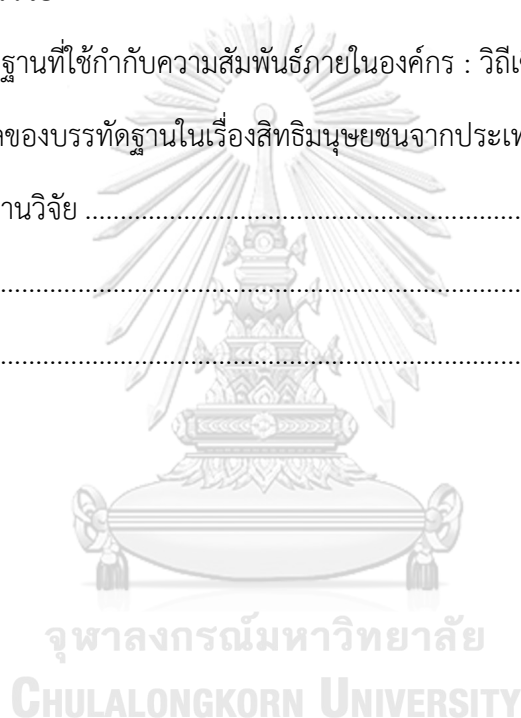 ฐานที่ใช้กำกับความสัมพันธ์ภายในองค์กร : วิถีเ
ของบรรทัดฐานในเรื่องสิทธิมนุษยชนจากประเท
านวิจัย ...........................................................
...........................................................
...........................................................
จุฬาลงกรณ์มหาวิทยาลัย
CHULALONGKORN UNIVERSITY